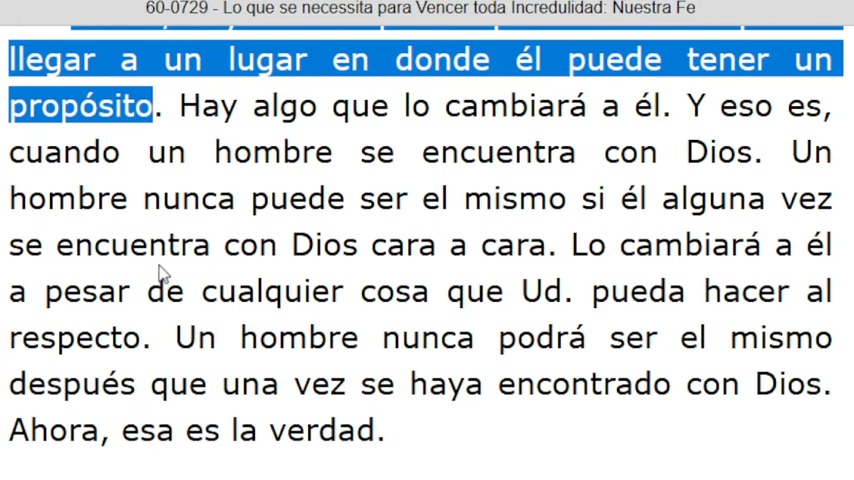 60-0729 - Lo que se necessita para Vencer toda Incredulidad: Nuestra Fe
llegar a un lugar en donde él puede tener un
propósito. Hay algo que lo cambiará a él. Y eso es,
cuando un hombre se encuentra con Dios. Un
hombre nunca puede ser el mismo si él alguna vez
se encuentra con Dios cara a cara. Lo cambiará a él
a pesar de cualquier cosa que Ud. pueda hacer al
respecto. Un hombre nunca podrá ser el mismo
después que una vez se haya encontrado con Dios.
Ahora, esa es la verdad.